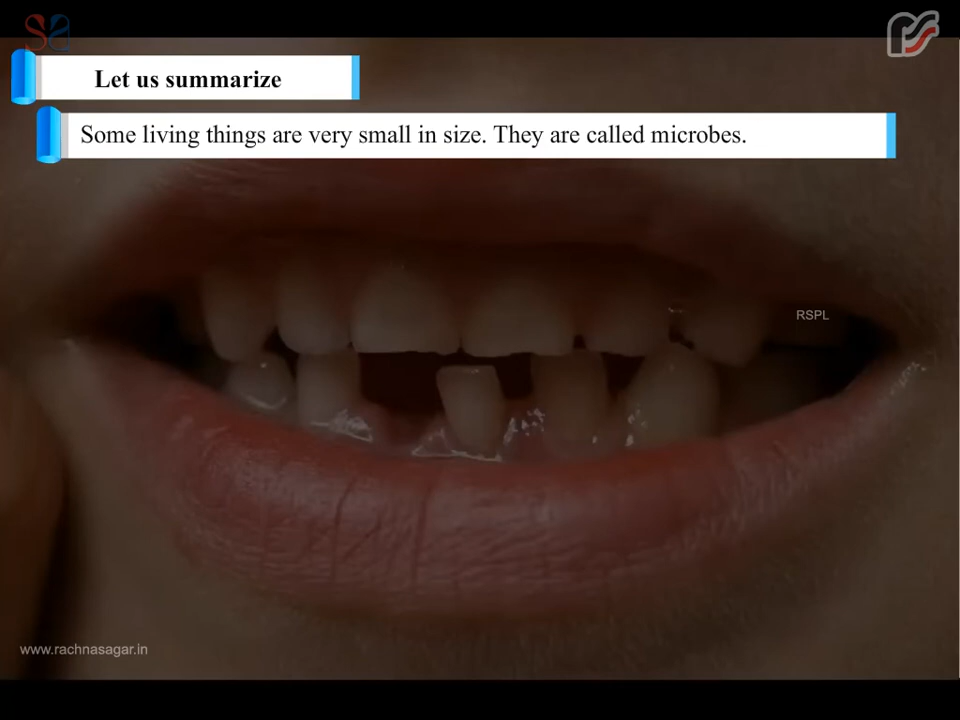 Let us summarize
Some living things are very small in size. They are called microbes.
RSPL
www.rachnasagar.in